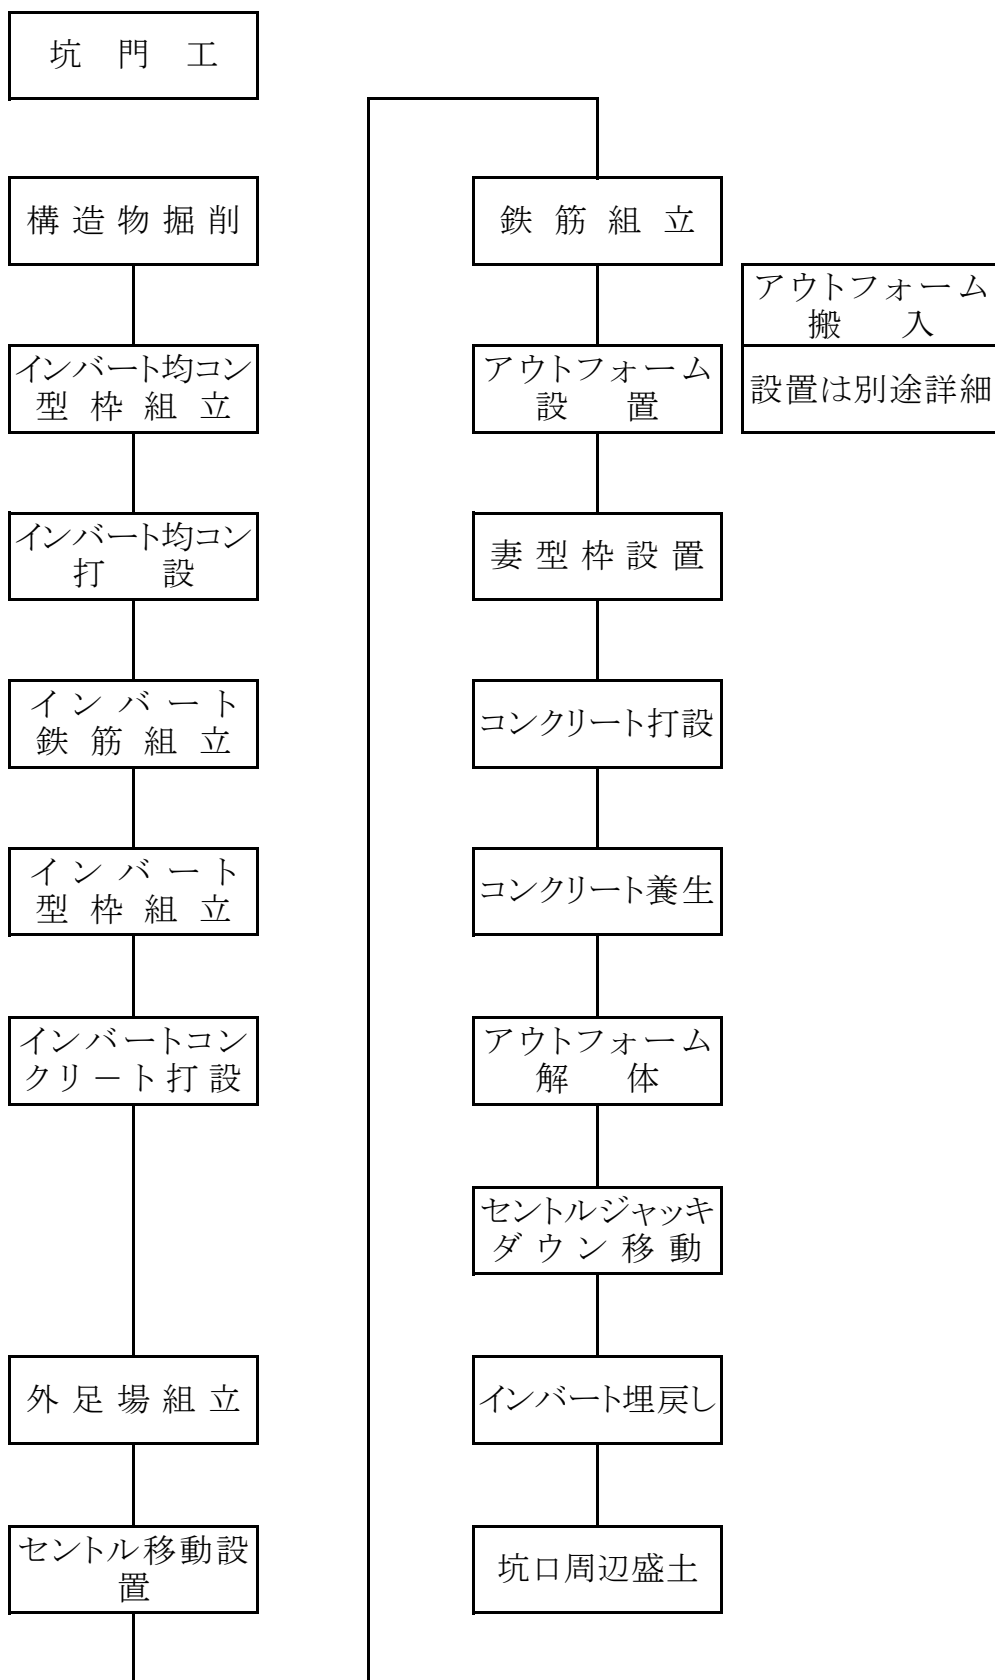 坑門工
構造物掘削
インバート均コン
型枠組立
インバート均コン
打設
インバート
鉄筋組立
インバート
型枠組立
インバートコン
クリ－ト打設
外足場組立
セントル移動設
置
鉄筋組立
アウトフォーム
設置
アウトフォーム
搬入
設置は別途詳細
妻型枠設置
コンクリート打設
コンクリート養生
アウトフォーム
解体
セントルジャッキ
ダウン移動
インバート埋戻し
坑口周辺盛土